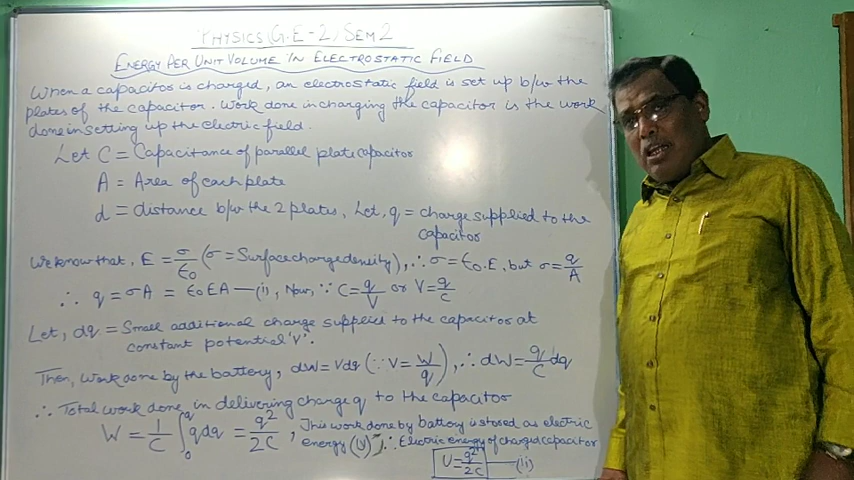 PHYSICS (G.E-2) SEM 2
ENERGY PER UNIT VOLUME IN ELECTROSTATIC FIELD
When a capacitor is charged, an electrostatic field is set up b/w the
plates of the capacitor. Work done in charging the capacitor is the work
done in setting up the electric field.
Let C = Capacitance of parallel plate capacitor
A = Area of each plate
d = distance b/w the 2 plates, Let, q = charge supplied to the
capacitor
We know that, E = σ/ε₀ (σ = Surface charge density), ∴ σ = ε₀.E, but σ = q/A
∴ q = σA = ε₀EA — (i), Now, ∵ C = q/V or V = q/C
Let, dq = Small additional charge supplied to the capacitor at
constant potential 'V'.
Then, Work done by the battery, dW = Vdq (∵ V = W/q), ∴ dW = q/C dq
∴ Total work done in delivering charge q to the capacitor
W = 1/C ∫₀^q q dq = q²/2C, This work done by battery is stored as electric
energy (U). ∴ Electric energy of charged capacitor
U = q²/2C — (ii)